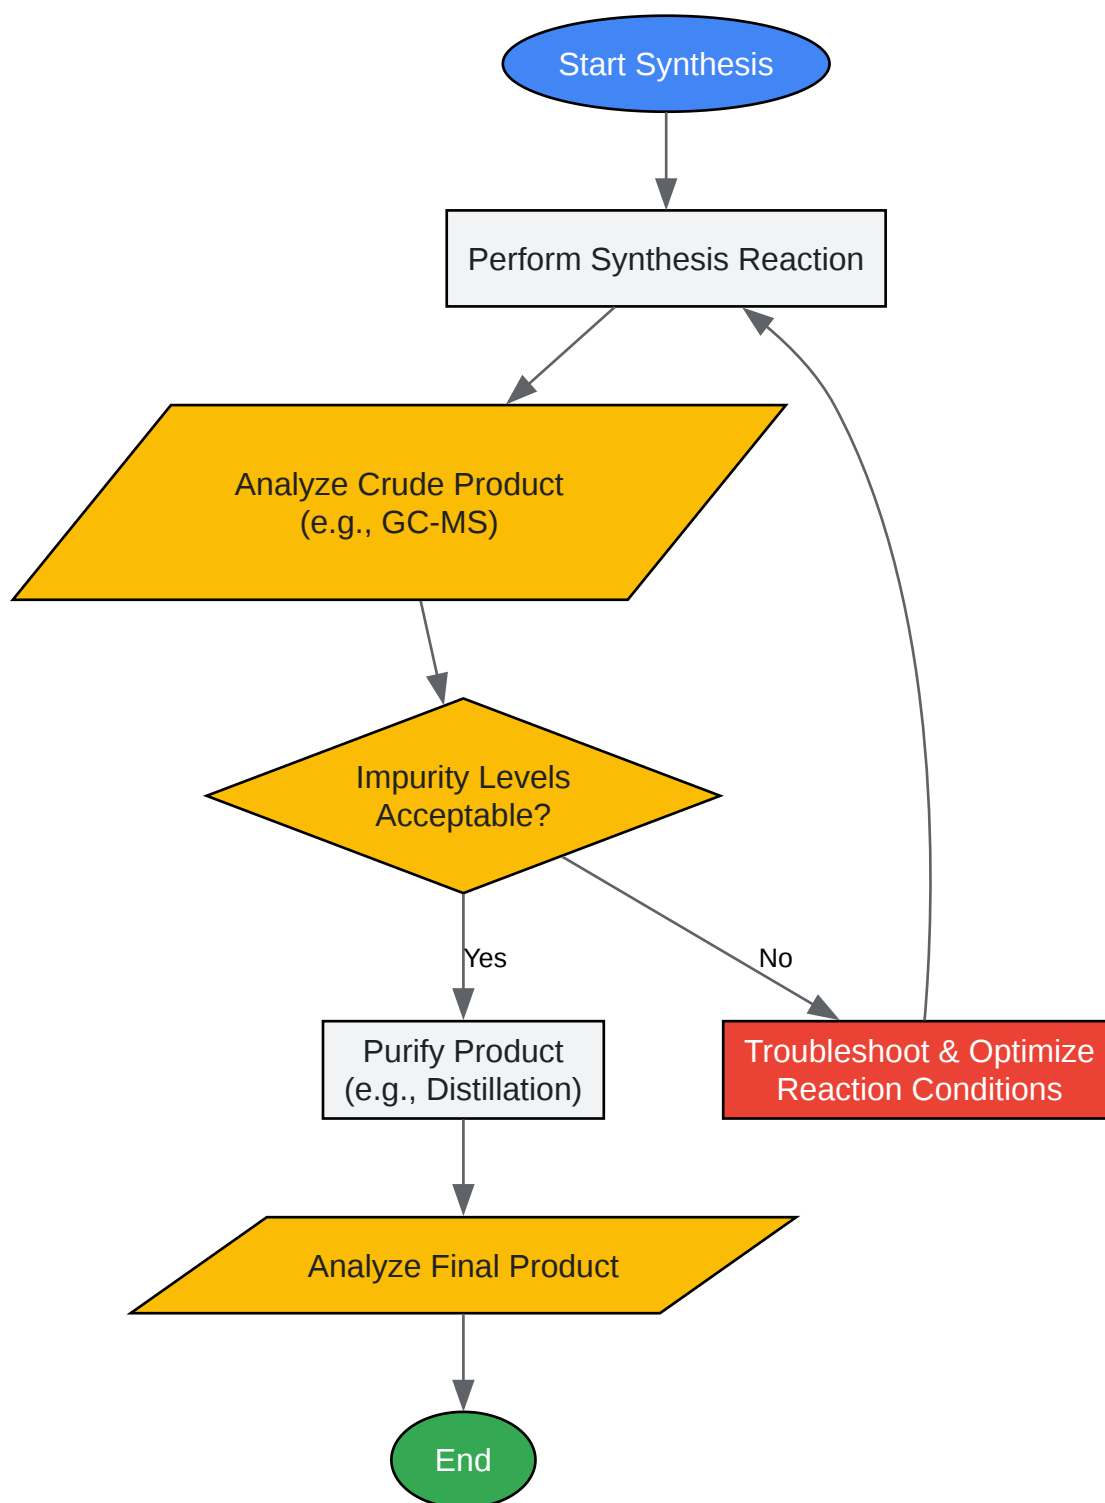 Start Synthesis
Perform Synthesis Reaction
Analyze Crude Product
(e.g., GC-MS)
Impurity Levels
Acceptable?
Yes
No
Purify Product
(e.g., Distillation)
Troubleshoot & Optimize
Reaction Conditions
Analyze Final Product
End